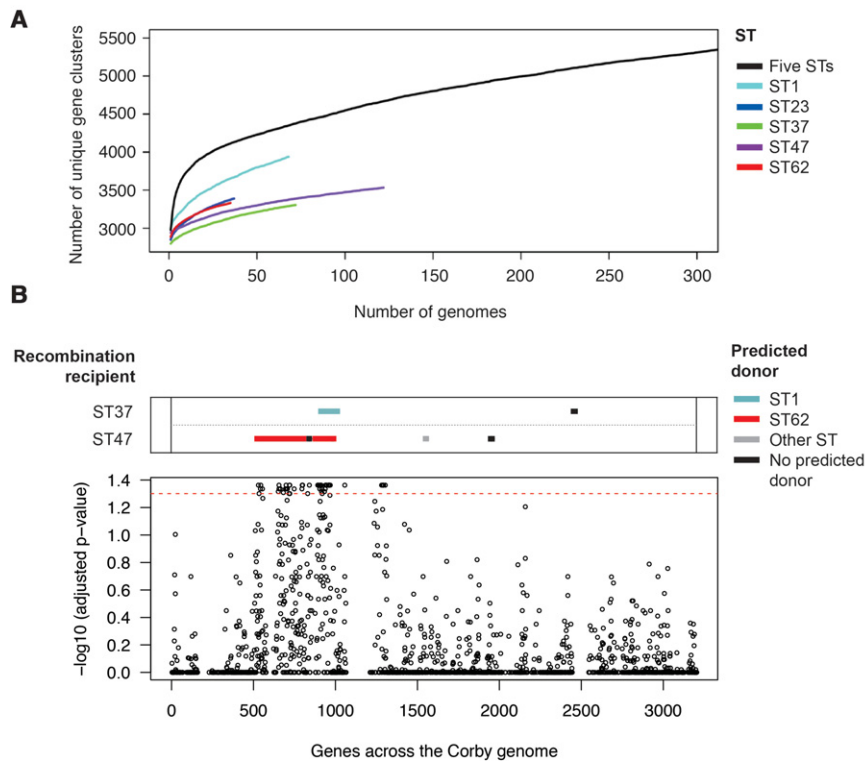 A
Number of unique gene clusters
5500
5000
4500
4000
3500
3000
0
50
100
150
200
250
300
Number of genomes
ST
Five STs
ST1
ST23
ST37
ST47
ST62
B
Recombination
recipient
ST37
ST47
Predicted
donor
ST1
ST62
Other ST
No predicted
donor
−log10 (adjusted p−value)
1.4
1.2
1.0
0.8
0.6
0.4
0.2
0.0
0
500
1000
1500
2000
2500
3000
Genes across the Corby genome